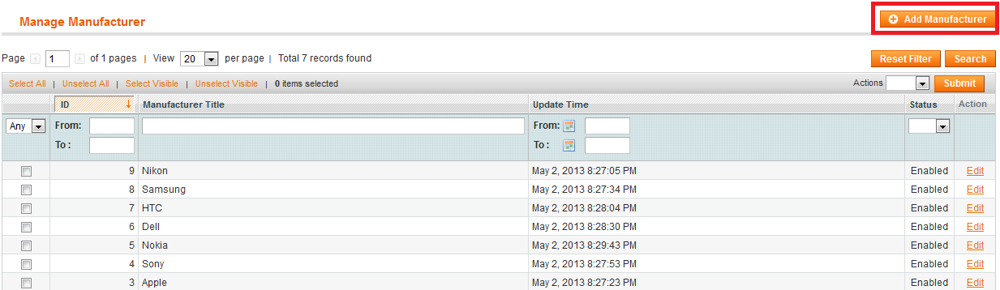 Manage Manufacturer
Add Manufacturer
Page 1 of 1 pages | View 20 per page | Total 7 records found
Reset Filter Search
Select All | Unselect All | Select Visible | Unselect Visible | 0 items selected
Actions Submit
ID Manufacturer Title Update Time Status Action
Any From: From:
To : To :
9 Nikon May 2, 2013 8:27:05 PM Enabled Edit
8 Samsung May 2, 2013 8:27:34 PM Enabled Edit
7 HTC May 2, 2013 8:28:04 PM Enabled Edit
6 Dell May 2, 2013 8:28:30 PM Enabled Edit
5 Nokia May 2, 2013 8:29:43 PM Enabled Edit
4 Sony May 2, 2013 8:27:53 PM Enabled Edit
3 Apple May 2, 2013 8:27:23 PM Enabled Edit